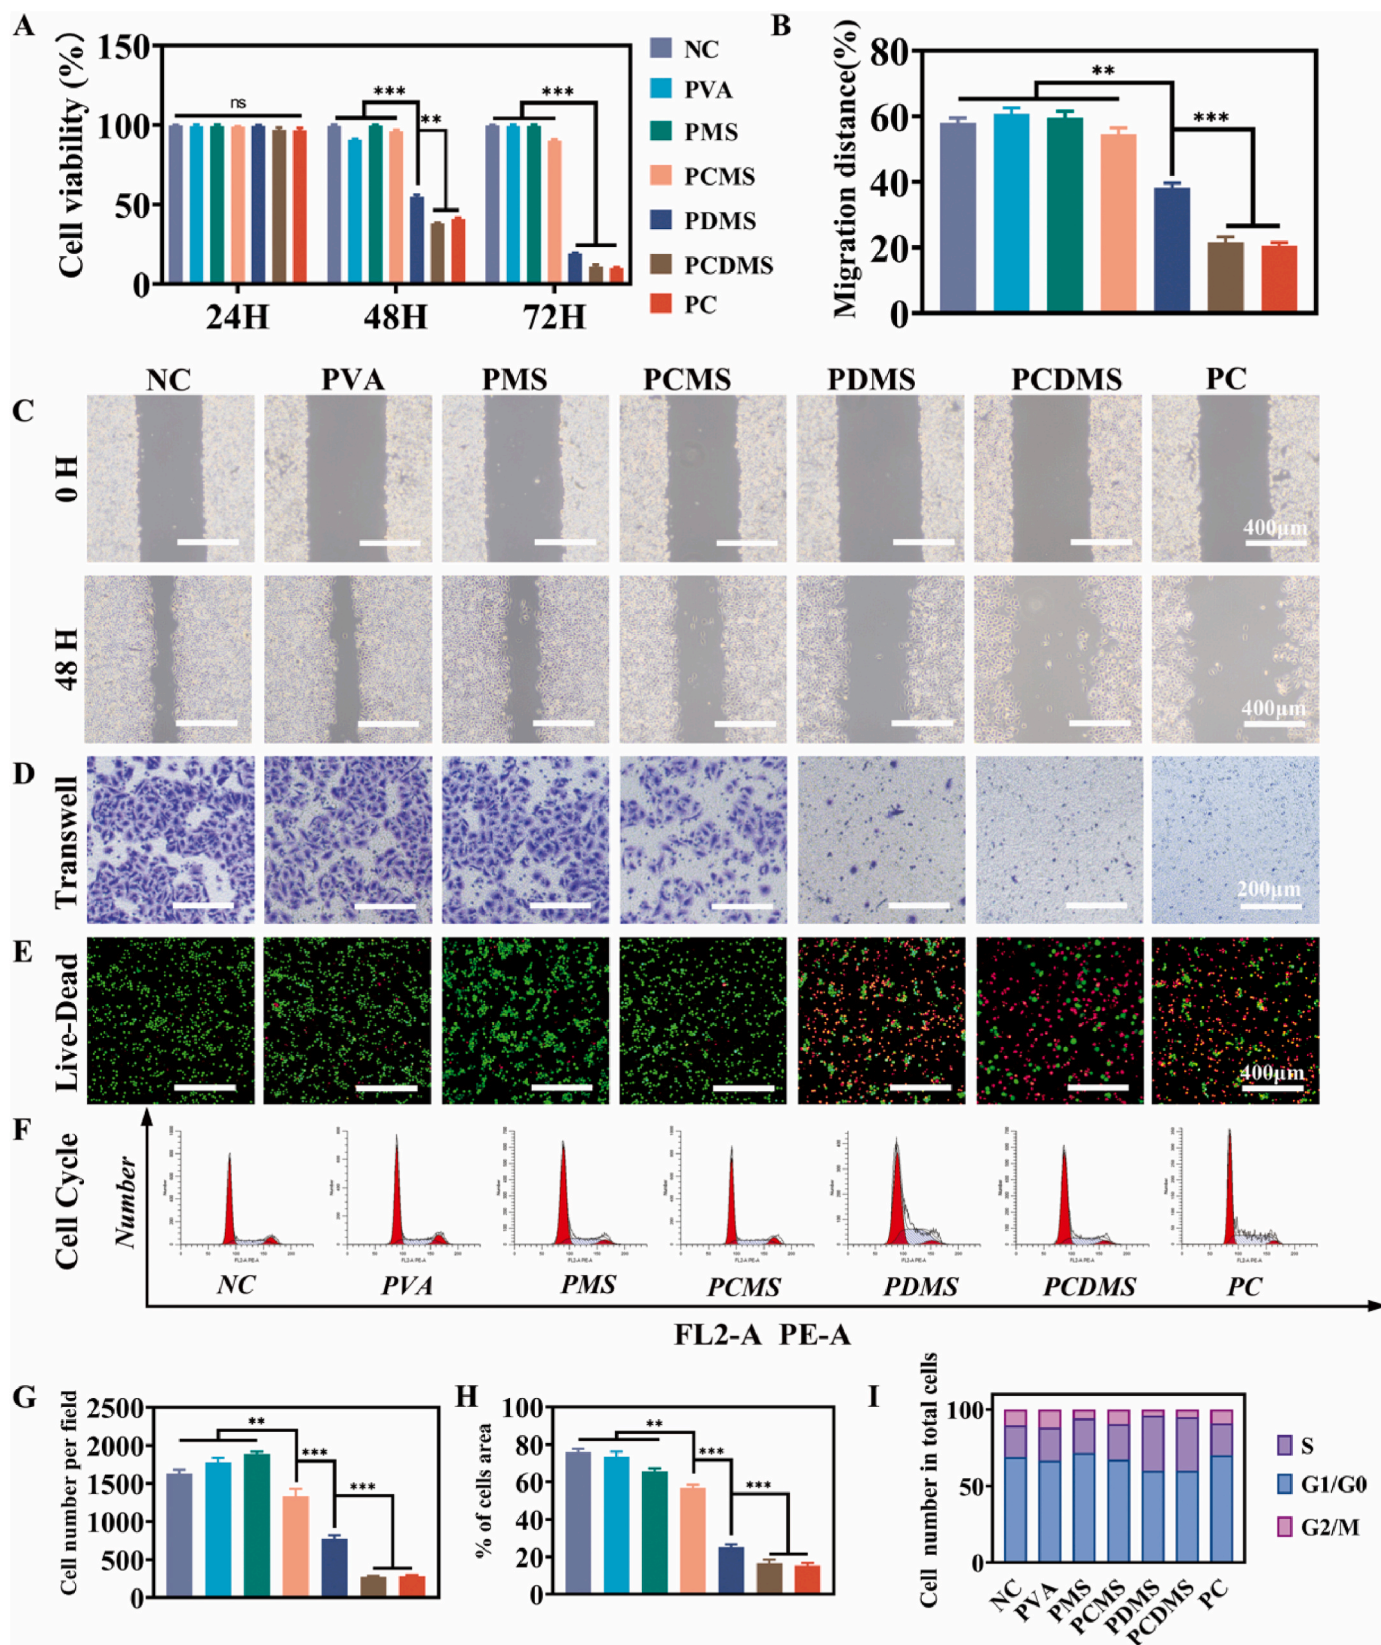 A
Cell viability (%)
150
100
50
0
ns
***
**
***
24H
48H
72H
NC
PVA
PMS
PCMS
PDMS
PCDMS
PC
B
Migration distance(%)
80
60
40
20
0
**
***
NC PVA PMS PCMS PDMS PCDMS PC
C
0 H
400μm
48 H
400μm
D
Transwell
200μm
E
Live-Dead
400μm
F
Cell Cycle
Number
NC PVA PMS PCMS PDMS PCDMS PC
FL2-A PE-A
G
Cell number per field
2500
2000
1500
1000
500
0
**
***
***
H
% of cells area
100
80
60
40
20
0
**
***
***
I
Cell number in total cells
100
50
0
NC
PVA
PMS
PCMS
PDMS
PCDMS
PC
S
G1/G0
G2/M